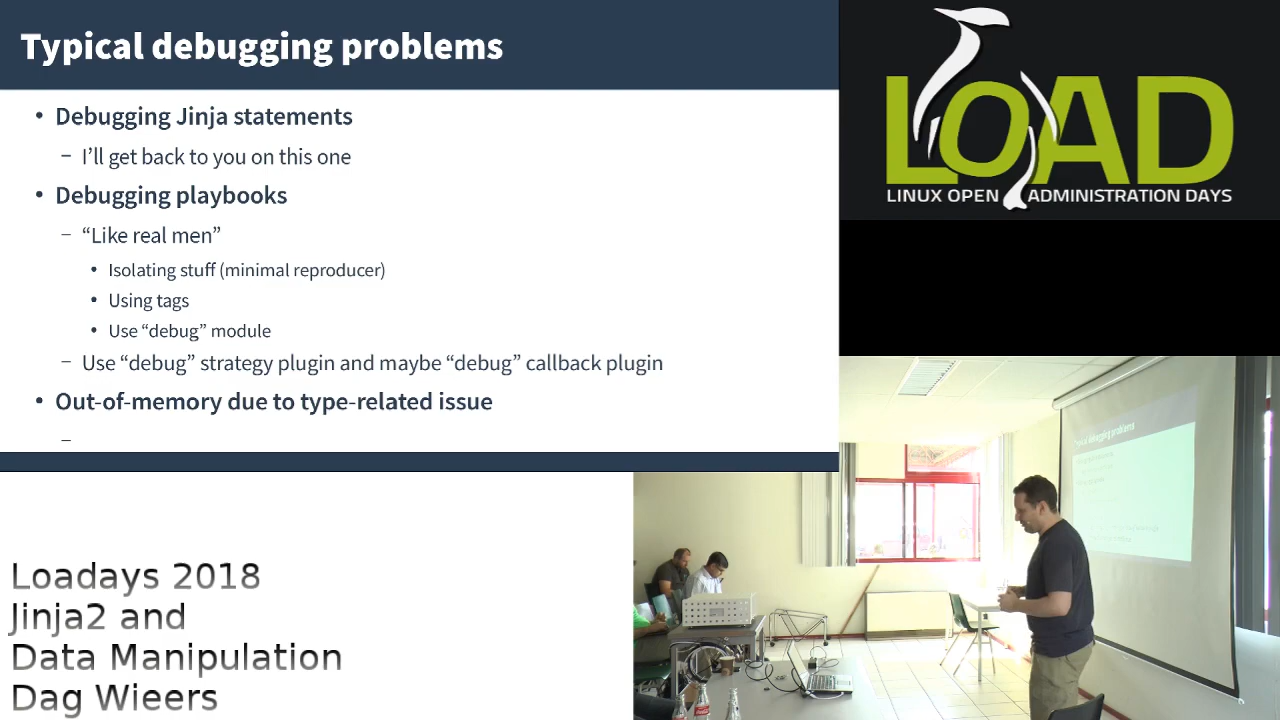 Typical debugging problems
• Debugging Jinja statements
– I’ll get back to you on this one
• Debugging playbooks
– “Like real men”
• Isolating stuff (minimal reproducer)
• Using tags
• Use “debug” module
– Use “debug” strategy plugin and maybe “debug” callback plugin
• Out-of-memory due to type-related issue
–
LOAD
LINUX OPEN ADMINISTRATION DAYS
Typical debugging problems
Loadays 2018
Jinja2 and
Data Manipulation
Dag Wieers